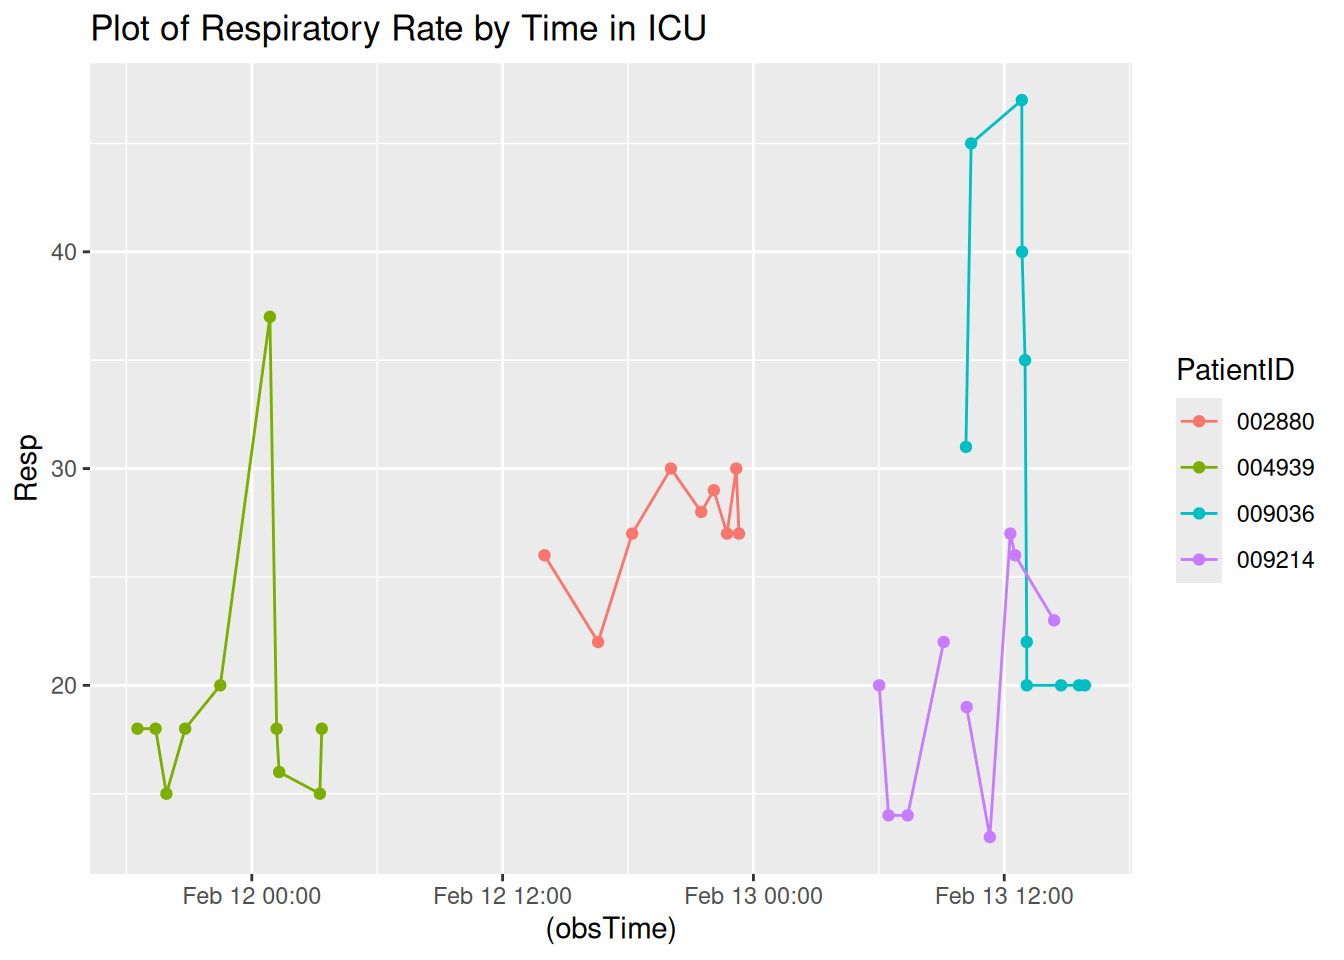 Plot of Respiratory Rate by Time in ICU
Resp
40
30
20
Feb 12 00:00
Feb 12 12:00
Feb 13 00:00
Feb 13 12:00
(obsTime)
PatientID
002880
004939
009036
009214